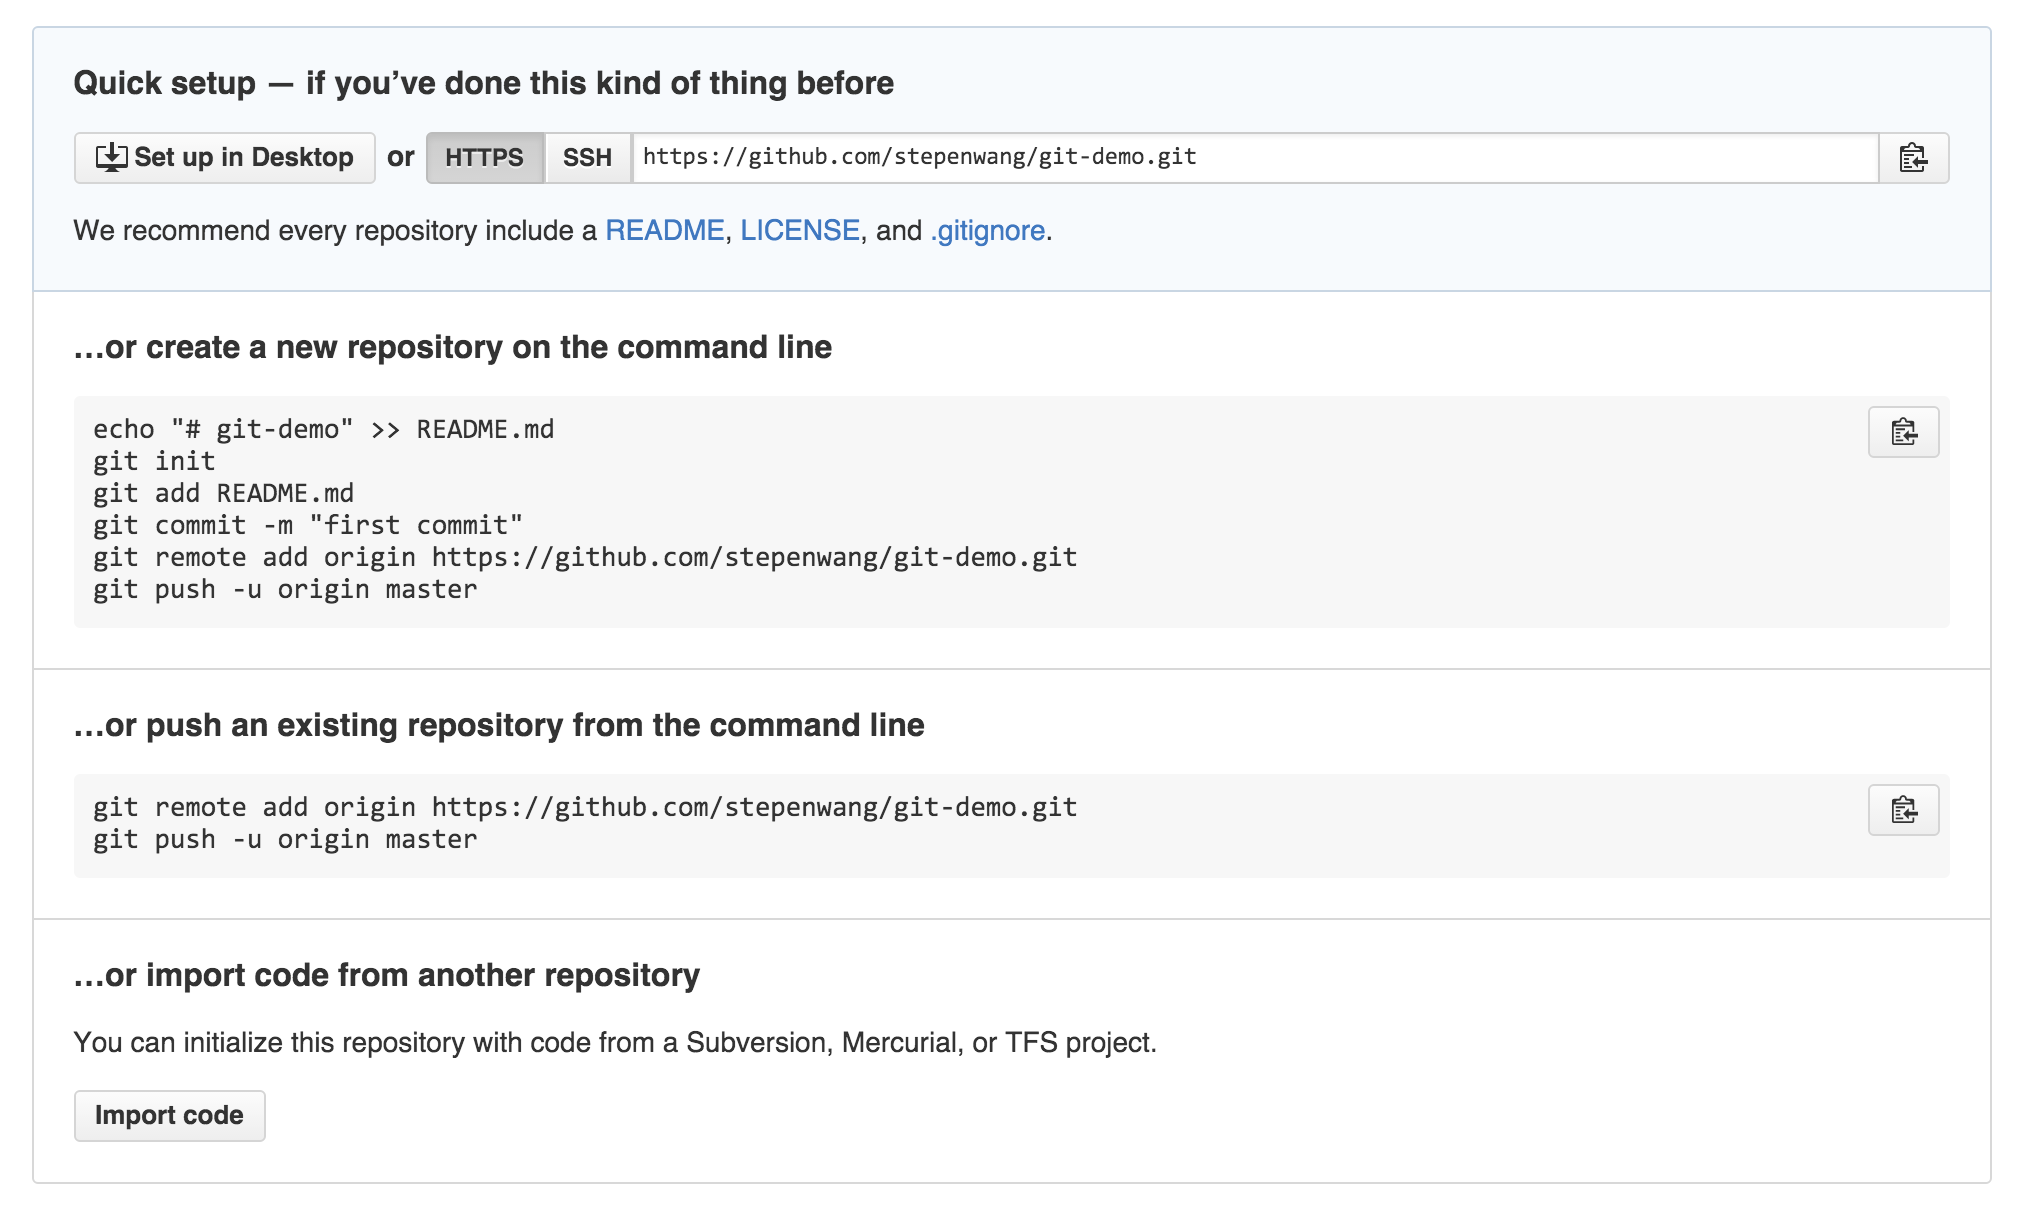 Quick setup — if you’ve done this kind of thing before
Set up in Desktop or HTTPS SSH https://github.com/stepenwang/git-demo.git
We recommend every repository include a README, LICENSE, and .gitignore.
…or create a new repository on the command line
echo "# git-demo" >> README.md
git init
git add README.md
git commit -m "first commit"
git remote add origin https://github.com/stepenwang/git-demo.git
git push -u origin master
…or push an existing repository from the command line
git remote add origin https://github.com/stepenwang/git-demo.git
git push -u origin master
…or import code from another repository
You can initialize this repository with code from a Subversion, Mercurial, or TFS project.
Import code